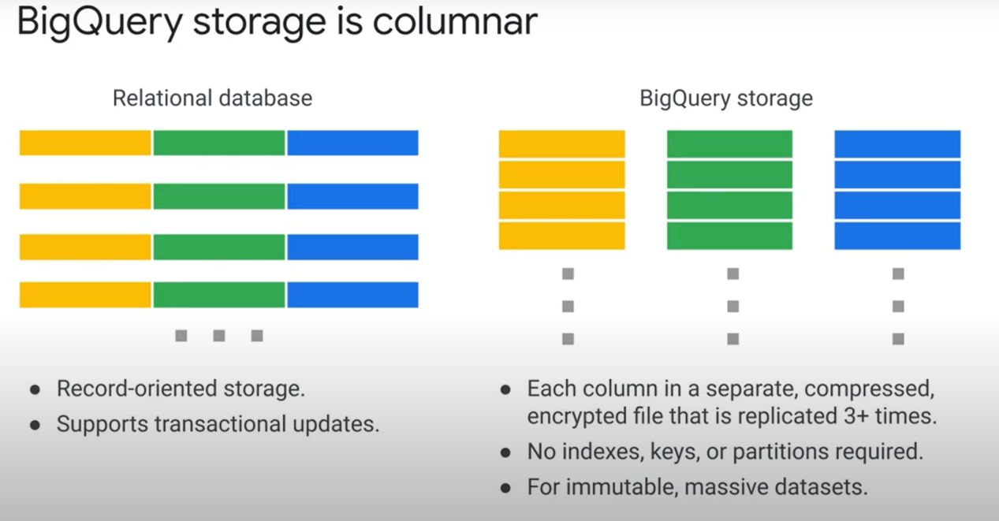 BigQuery storage is columnar
Relational database
● Record-oriented storage.
● Supports transactional updates.
BigQuery storage
● Each column in a separate, compressed,
encrypted file that is replicated 3+ times.
● No indexes, keys, or partitions required.
● For immutable, massive datasets.